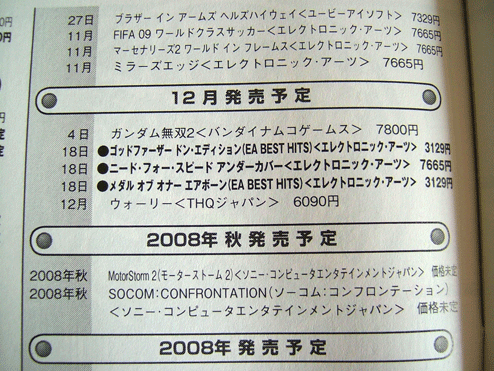 27日 ブラザー イン アームズ ヘルズハイウェイ<ユービーアイソフト> 7329円
11月 FIFA 09 ワールドクラスサッカー<エレクトロニック・アーツ> 7665円
11月 マーセナリーズ2 ワールド イン フレームス<エレクトロニック・アーツ> 7665円
11月 ミラーズエッジ<エレクトロニック・アーツ> 7665円
12月発売予定
4日 ガンダム無双2<バンダイナムコゲームス> 7800円
18日 ●ゴッドファーザー ドン・エディション(EA BEST HITS)<エレクトロニック・アーツ> 3129円
18日 ●ニード・フォー・スピード アンダーカバー<エレクトロニック・アーツ> 7665円
18日 ●メダル オブ オナー エアボーン(EA BEST HITS)<エレクトロニック・アーツ> 3129円
12月 ウォーリー<THQジャパン> 6090円
2008年 秋 発売予定
2008年秋 MotorStorm 2(モーターストーム2)<ソニー・コンピュータエンタテインメントジャパン> 価格未定
2008年秋 SOCOM:CONFRONTATION(ソーコム:コンフロンテーション)
<ソニー・コンピュータエンタテインメントジャパン> 価格未定
2008年 発売予定